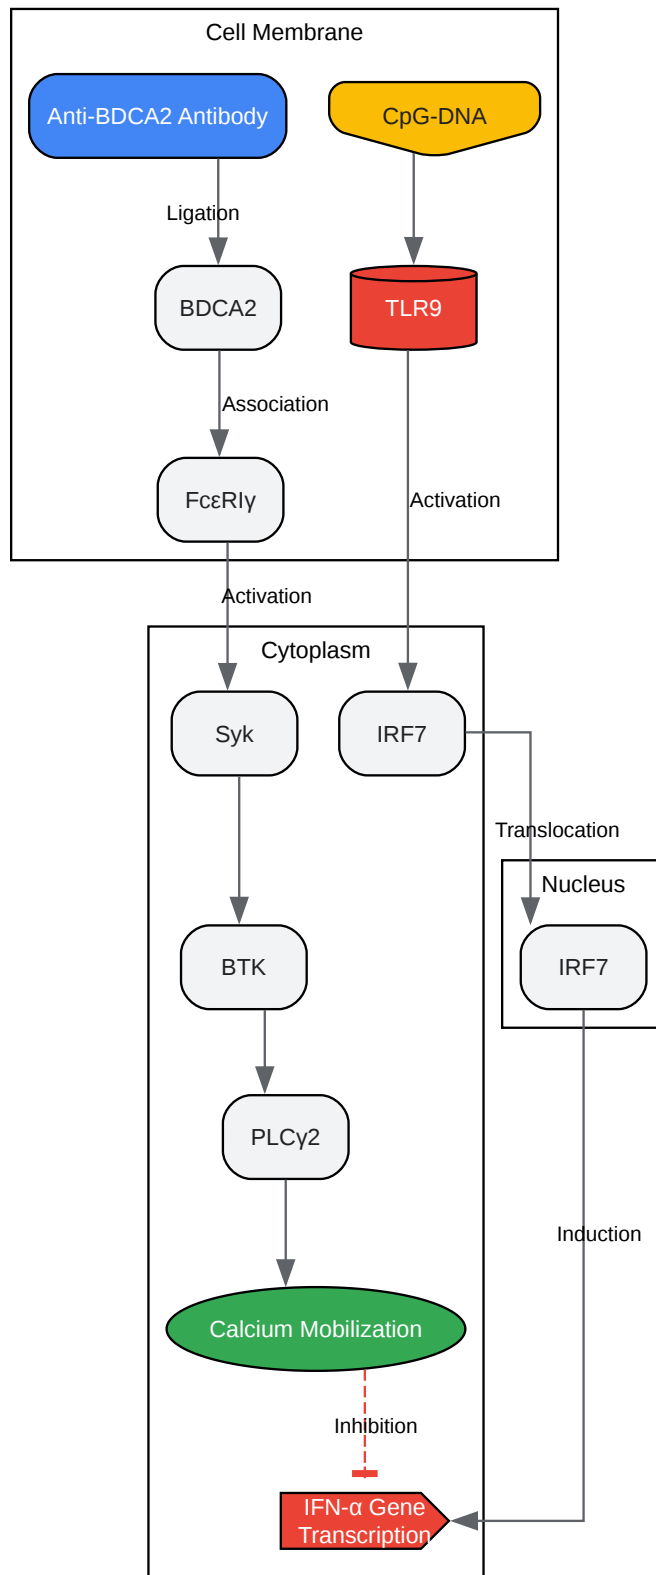 Cell Membrane
Anti-BDCA2 Antibody
CpG-DNA
Ligation
BDCA2
TLR9
Association
FcεRIγ
Activation
Activation
Cytoplasm
Syk
IRF7
Translocation
Nucleus
BTK
IRF7
PLCγ2
Induction
Calcium Mobilization
Inhibition
IFN-α Gene
Transcription